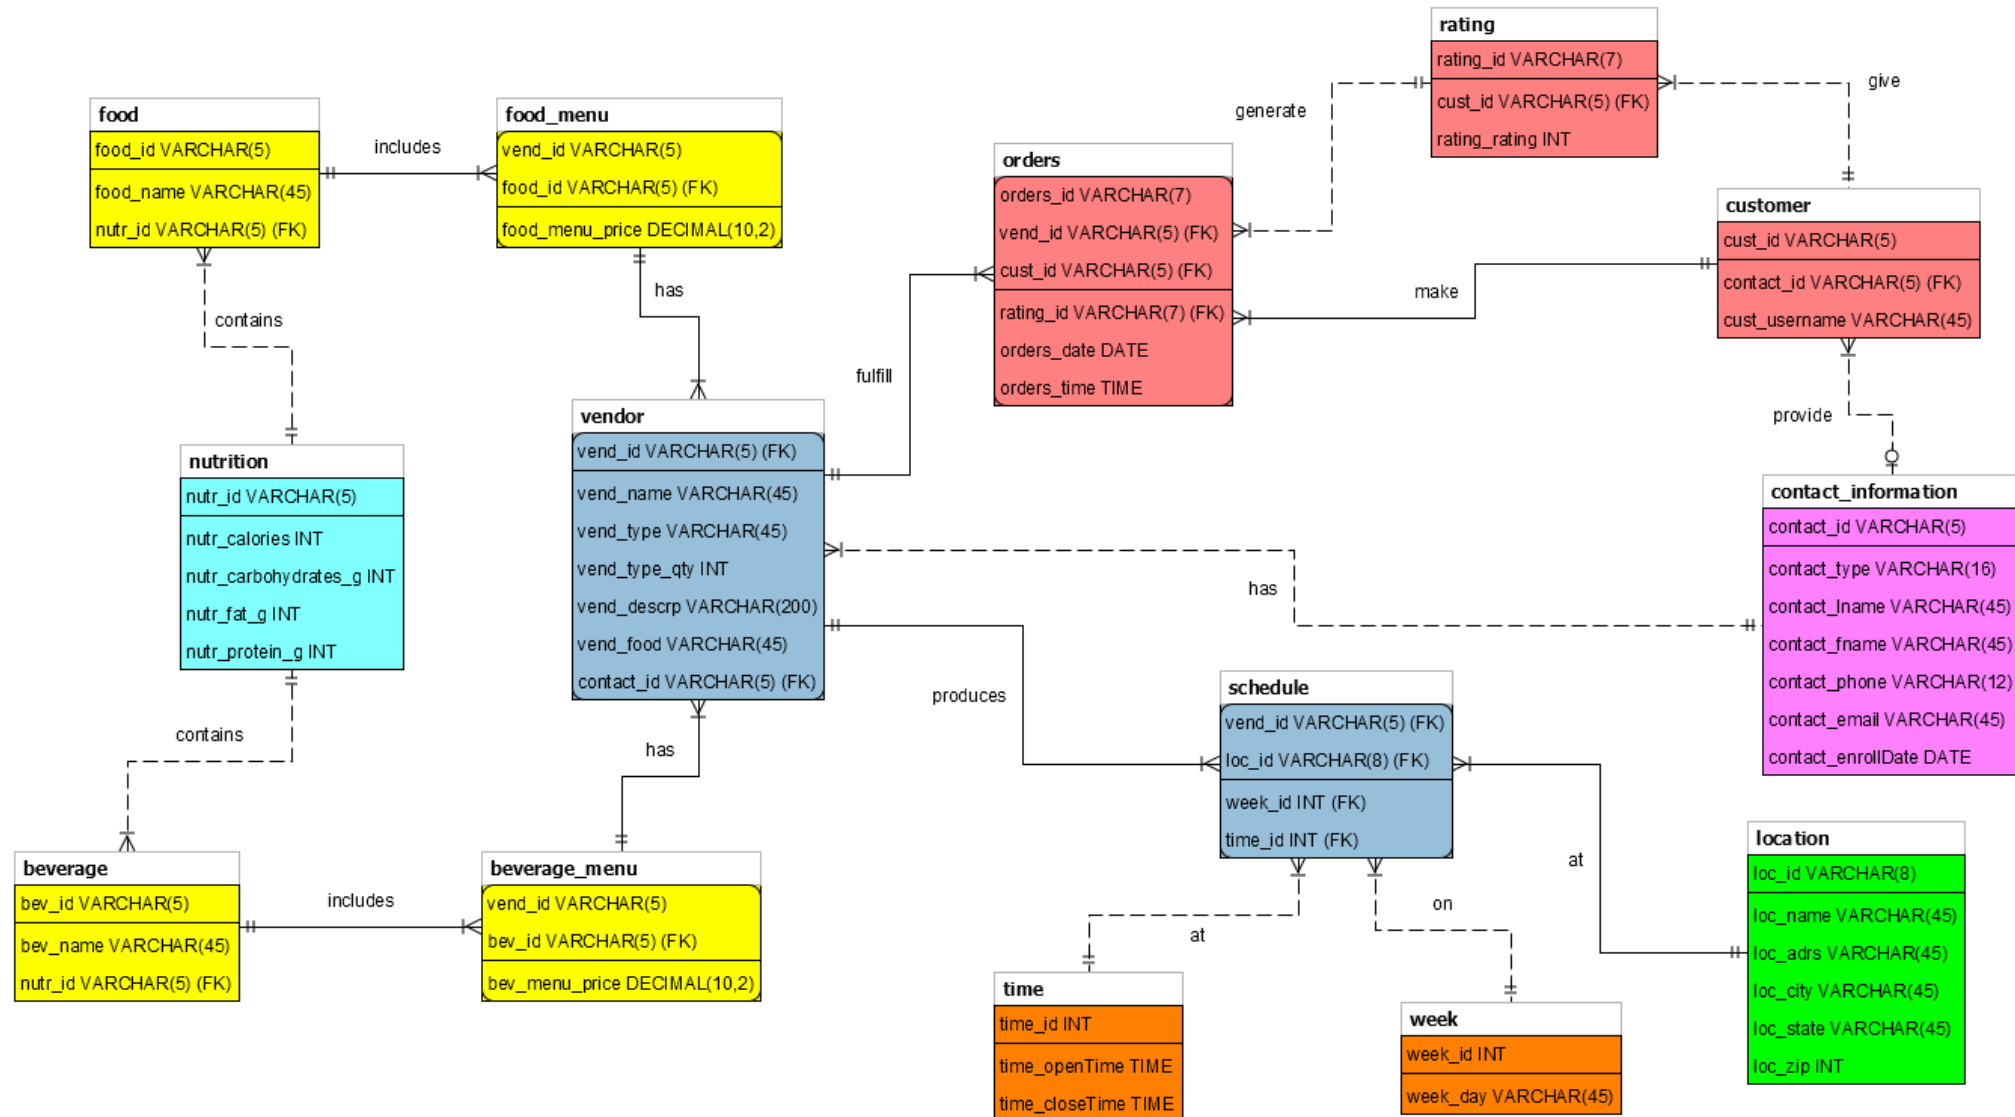 rating
rating_id VARCHAR(7)
cust_id VARCHAR(5) (FK)
rating_rating INT
give
generate
food
food_id VARCHAR(5)
food_name VARCHAR(45)
nutr_id VARCHAR(5) (FK)
includes
food_menu
vend_id VARCHAR(5)
food_id VARCHAR(5) (FK)
food_menu_price DECIMAL(10,2)
has
orders
orders_id VARCHAR(7)
vend_id VARCHAR(5) (FK)
cust_id VARCHAR(5) (FK)
rating_id VARCHAR(7) (FK)
orders_date DATE
orders_time TIME
make
customer
cust_id VARCHAR(5)
contact_id VARCHAR(5) (FK)
cust_username VARCHAR(45)
contains
fulfill
provide
vendor
vend_id VARCHAR(5) (FK)
vend_name VARCHAR(45)
vend_type VARCHAR(45)
vend_type_qty INT
vend_descrp VARCHAR(200)
vend_food VARCHAR(45)
contact_id VARCHAR(5) (FK)
nutrition
nutr_id VARCHAR(5)
nutr_calories INT
nutr_carbohydrates_g INT
nutr_fat_g INT
nutr_protein_g INT
has
contact_information
contact_id VARCHAR(5)
contact_type VARCHAR(16)
contact_lname VARCHAR(45)
contact_fname VARCHAR(45)
contact_phone VARCHAR(12)
contact_email VARCHAR(45)
contact_enrollDate DATE
produces
schedule
vend_id VARCHAR(5) (FK)
loc_id VARCHAR(8) (FK)
week_id INT (FK)
time_id INT (FK)
contains
has
at
location
loc_id VARCHAR(8)
loc_name VARCHAR(45)
loc_adrs VARCHAR(45)
loc_city VARCHAR(45)
loc_state VARCHAR(45)
loc_zip INT
beverage
bev_id VARCHAR(5)
bev_name VARCHAR(45)
nutr_id VARCHAR(5) (FK)
includes
beverage_menu
vend_id VARCHAR(5)
bev_id VARCHAR(5) (FK)
bev_menu_price DECIMAL(10,2)
at
on
time
time_id INT
time_openTime TIME
time_closeTime TIME
week
week_id INT
week_day VARCHAR(45)